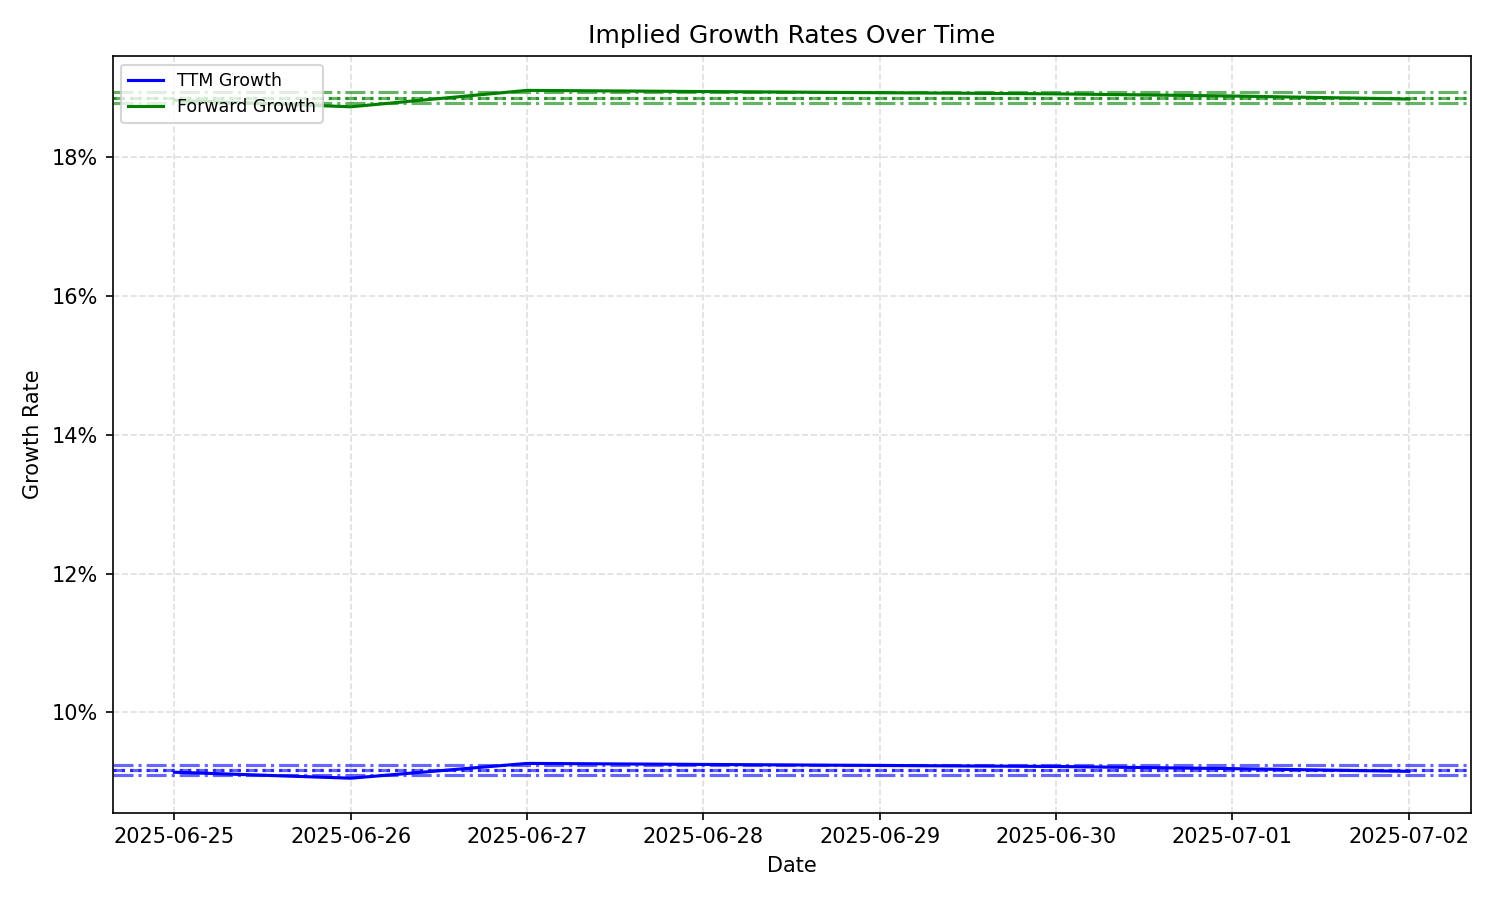 Implied Growth Rates Over Time
TTM Growth
Forward Growth
18%
16%
14%
12%
10%
Growth Rate
2025-06-25
2025-06-26
2025-06-27
2025-06-28
2025-06-29
2025-06-30
2025-07-01
2025-07-02
Date